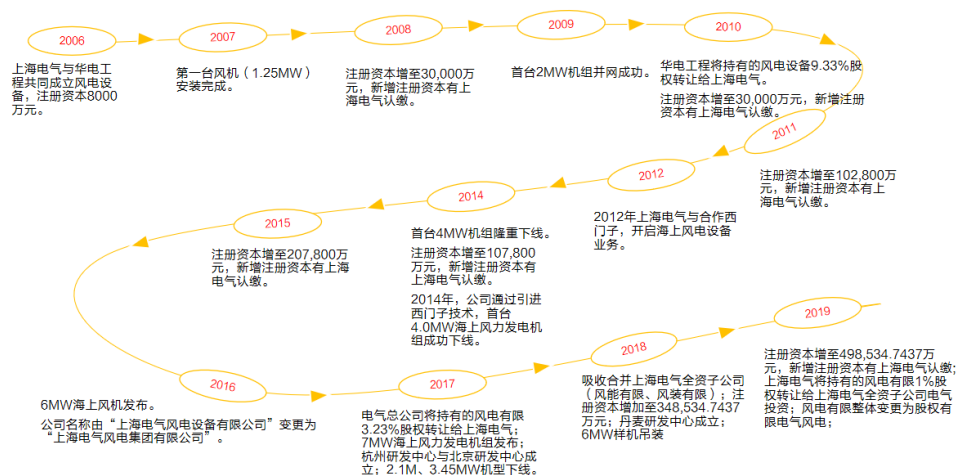 2006
上海电气与华电工
程共同成立风电设
备，注册资本8000
万元。
2007
第一台风机（1.25MW）
安装完成。
2008
注册资本增至30,000万
元，新增注册资本有上
海电气认缴。
2009
首台2MW机组并网成功。
2010
华电工程将持有的风电设备9.33%股
权转让给上海电气。
注册资本增至30,000万元，新增注册
资本有上海电气认缴。
2011
注册资本增至102,800万
元，新增注册资本有上
海电气认缴。
2012
2012年上海电气与合作西
门子，开启海上风电设备
业务。
2014
首台4MW机组隆重下线。
注册资本增至107,800
万元，新增注册资本有
上海电气认缴。
2014年，公司通过引进
西门子技术，首台
4.0MW海上风力发电机
组成功下线。
2015
注册资本增至207,800万
元，新增注册资本有上海
电气认缴。
2016
6MW海上风机发布。
公司名称由“上海电气风电设备有限公司”变更为
“上海电气风电集团有限公司”。
2017
电气总公司将持有的风电有限
3.23%股权转让给上海电气；
7MW海上风力发电机组发布；
杭州研发中心与北京研发中心成
立；2.1M、3.45MW机型下线。
2018
吸收合并上海电气全资子公司
（风能有限、风装有限）；注
册资本增加至348,534.7437
万元；丹麦研发中心成立；
6MW样机吊装
2019
注册资本增至498,534.7437万
元，新增注册资本有上海电气认缴；
上海电气将持有的风电有限1%股
权转让给上海电气全资子公司电气
投资；风电有限整体变更为股权有
限电气风电；